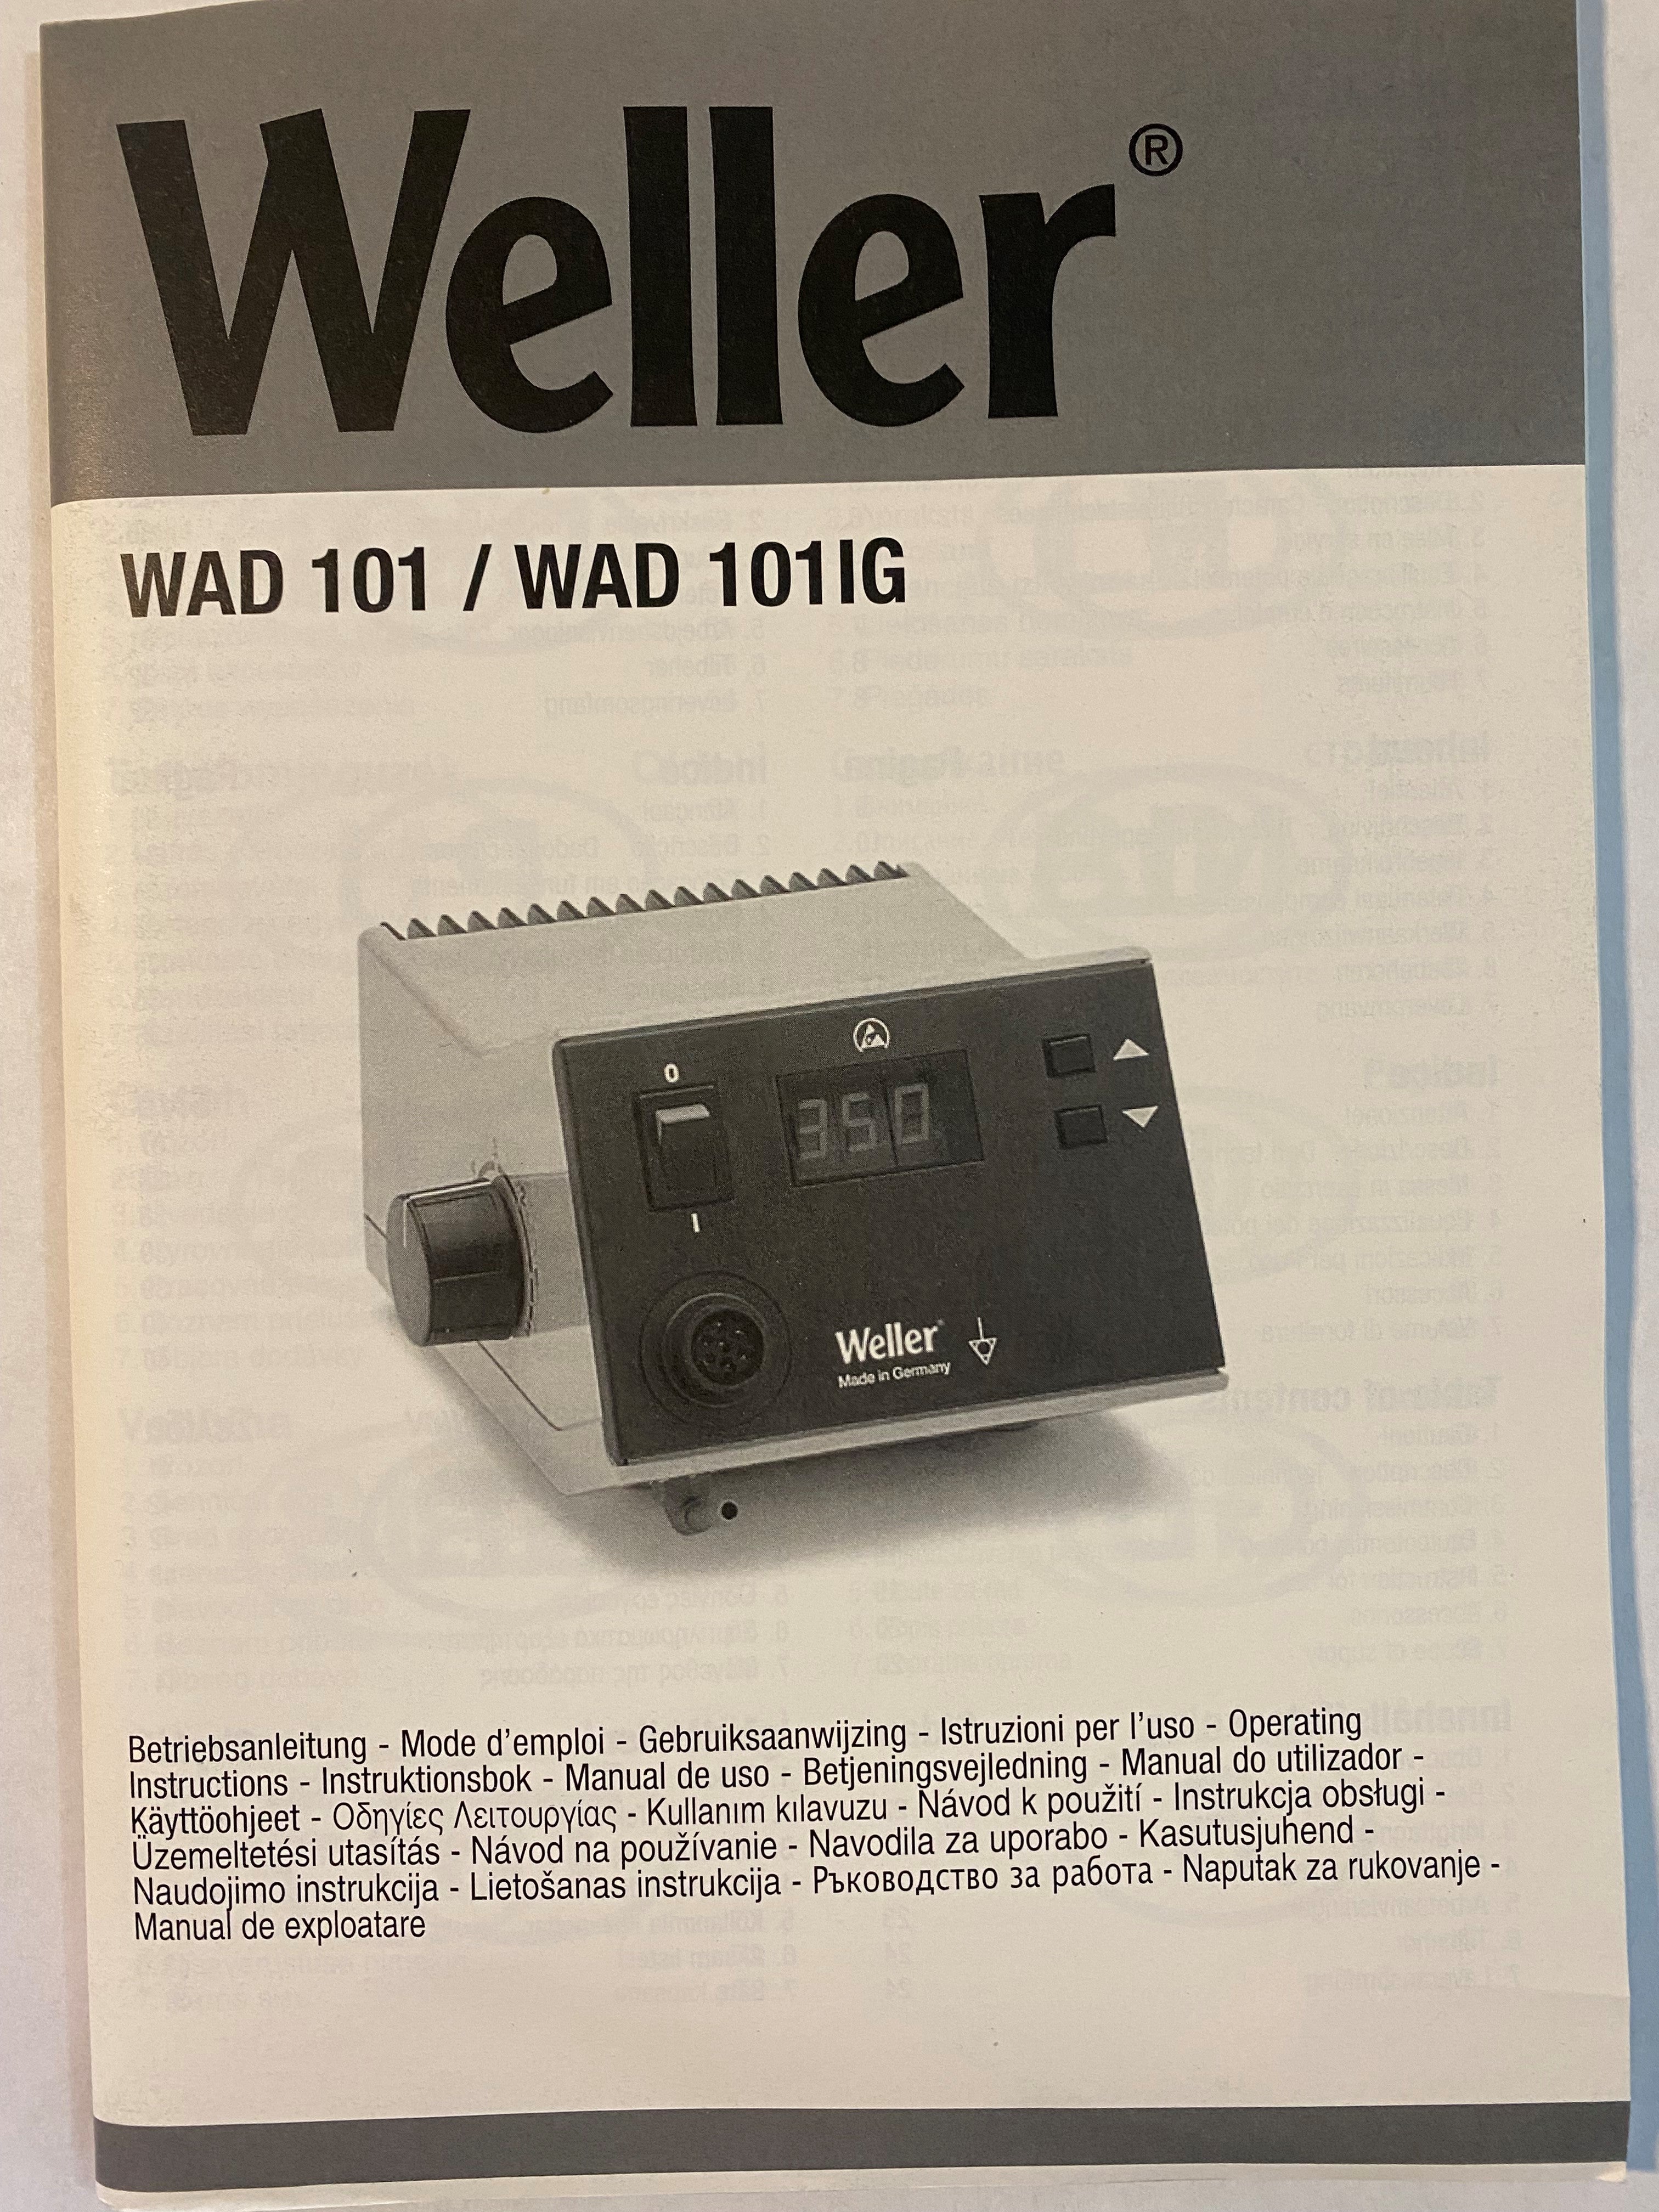 Weller®
WAD 101 / WAD 101IG
0
350
I
Weller
Made in Germany
Betriebsanleitung - Mode d'emploi - Gebruiksaanwijzing - Istruzioni per l'uso - Operating
Instructions - Instruktionsbok - Manual de uso - Betjeningsvejledning - Manual do utilizador -
Käyttöohjeet - Οδηγίες Λειτουργίας - Kullanım kılavuzu - Návod k použití - Instrukcja obsługi -
Üzemeltetési utasítás - Návod na používanie - Navodila za uporabo - Kasutusjuhend -
Naudojimo instrukcija - Lietošanas instrukcija - Ръководство за работа - Naputak za rukovanje -
Manual de exploatare